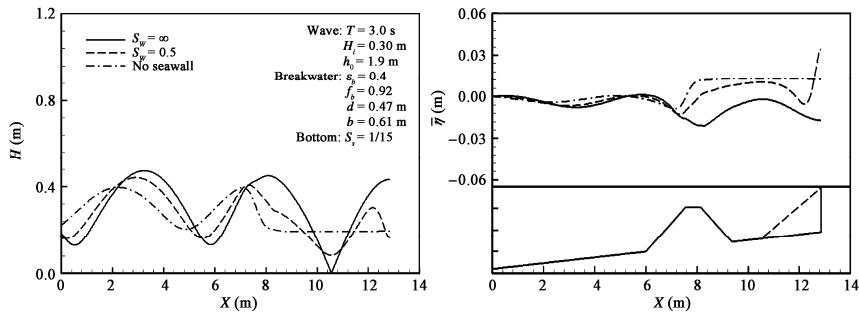 1.2
0.8
0.4
0.0
H (m)
S_W = ∞
S_W = 0.5
No seawall
Wave: T = 3.0 s
H_i = 0.30 m
h_0 = 1.9 m
Breakwater: s_b = 0.4
f_b = 0.92
d = 0.47 m
b = 0.61 m
Bottom: S_s = 1/15
0 2 4 6 8 10 12 14
X (m)
0.06
0.03
0.00
−0.03
−0.06
η̅ (m)
0 2 4 6 8 10 12 14
X (m)